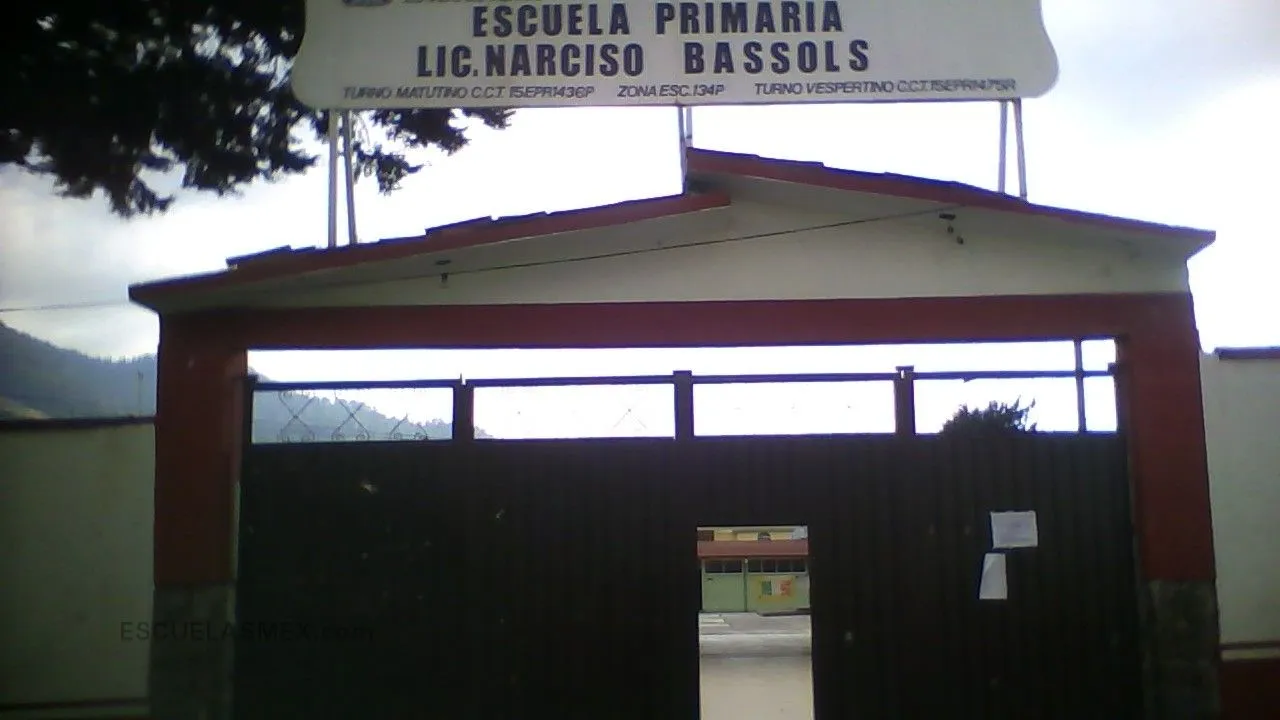 ESCUELA PRIMARIA
LIC. NARCISO BASSOLS
TURNO MATUTINO C.C.T. 15EPR1436P ZONA ESC. 134P TURNO VESPERTINO C.C.T. 15EPR1475R
ESCUELASMEX.com